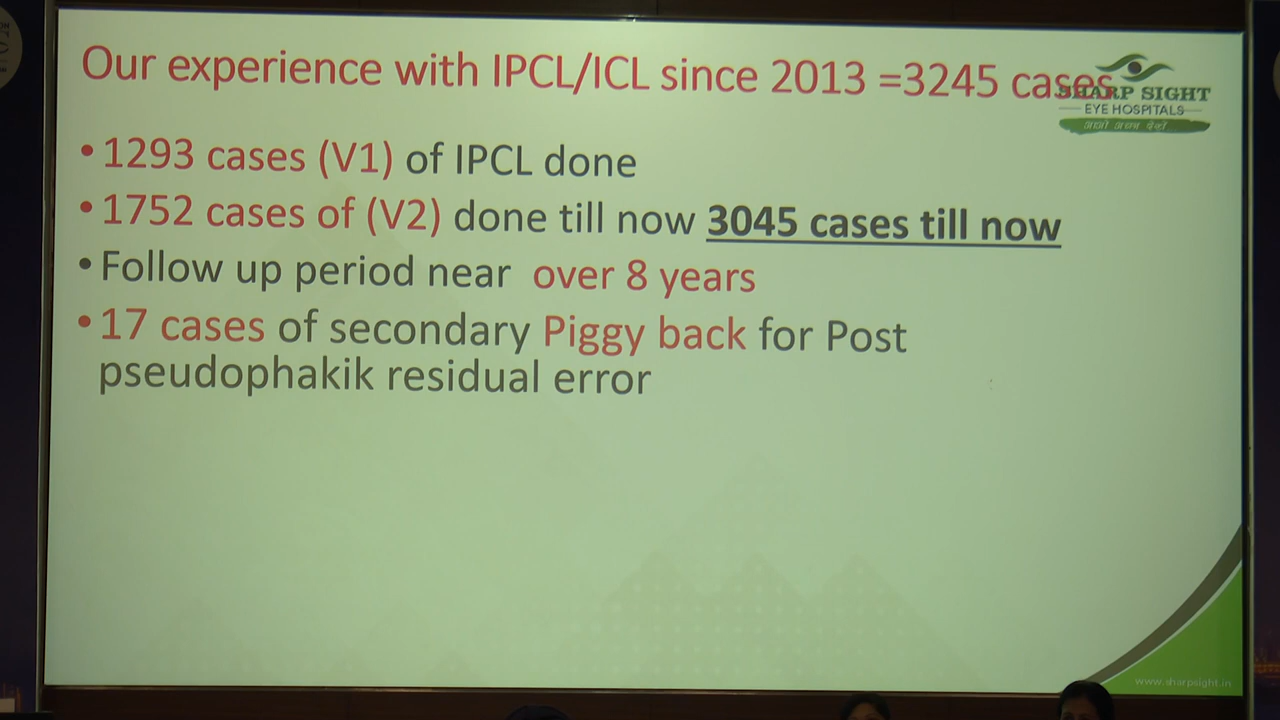 Our experience with IPCL/ICL since 2013 =3245 cases
SHARP SIGHT
EYE HOSPITALS
• 1293 cases (V1) of IPCL done
• 1752 cases of (V2) done till now 3045 cases till now
• Follow up period near over 8 years
• 17 cases of secondary Piggy back for Post
pseudophakik residual error
www.sharpsight.in